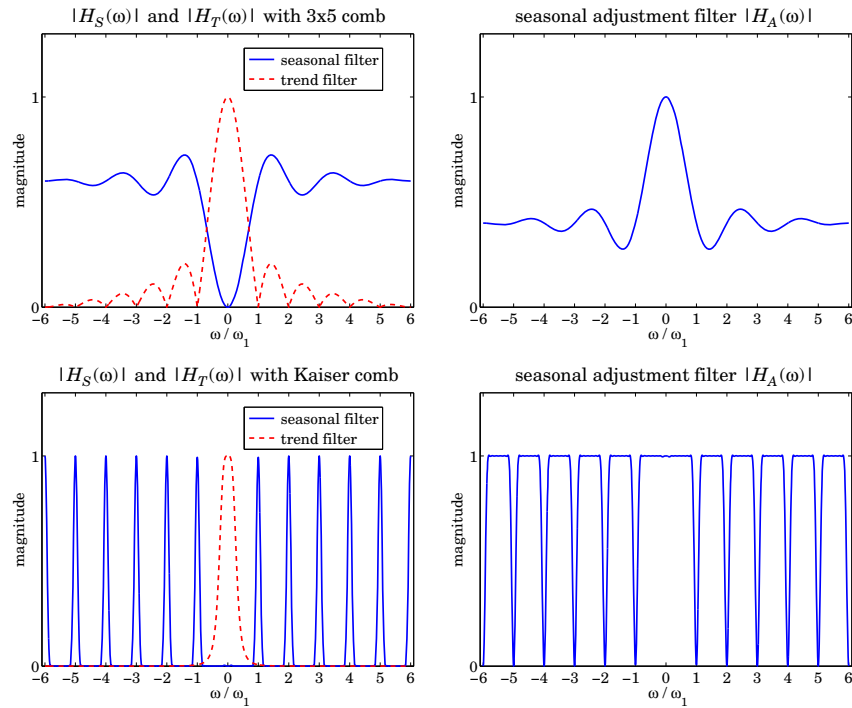 |H_S(ω)| and |H_T(ω)| with 3x5 comb
seasonal filter
trend filter
magnitude
1
0
−6 −5 −4 −3 −2 −1 0 1 2 3 4 5 6
ω / ω_1
seasonal adjustment filter |H_A(ω)|
magnitude
1
0
−6 −5 −4 −3 −2 −1 0 1 2 3 4 5 6
ω / ω_1
|H_S(ω)| and |H_T(ω)| with Kaiser comb
seasonal filter
trend filter
magnitude
1
0
−6 −5 −4 −3 −2 −1 0 1 2 3 4 5 6
ω / ω_1
seasonal adjustment filter |H_A(ω)|
magnitude
1
0
−6 −5 −4 −3 −2 −1 0 1 2 3 4 5 6
ω / ω_1